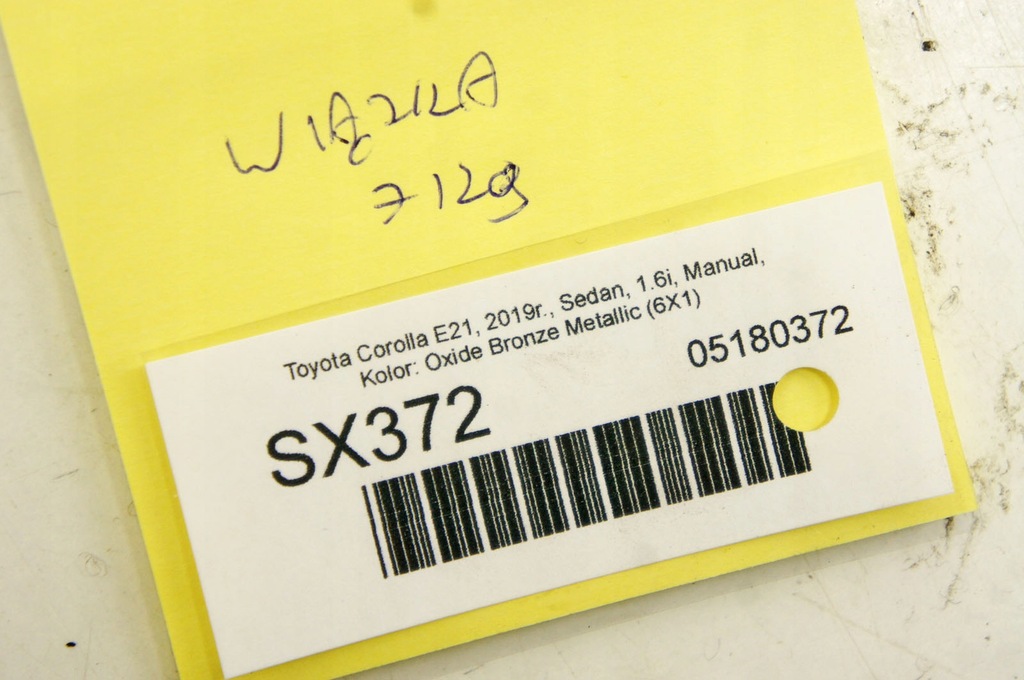 WIĄZKA
7129
Toyota Corolla E21, 2019r., Sedan, 1.6i, Manual,
Kolor: Oxide Bronze Metallic (6X1)
05180372
SX372